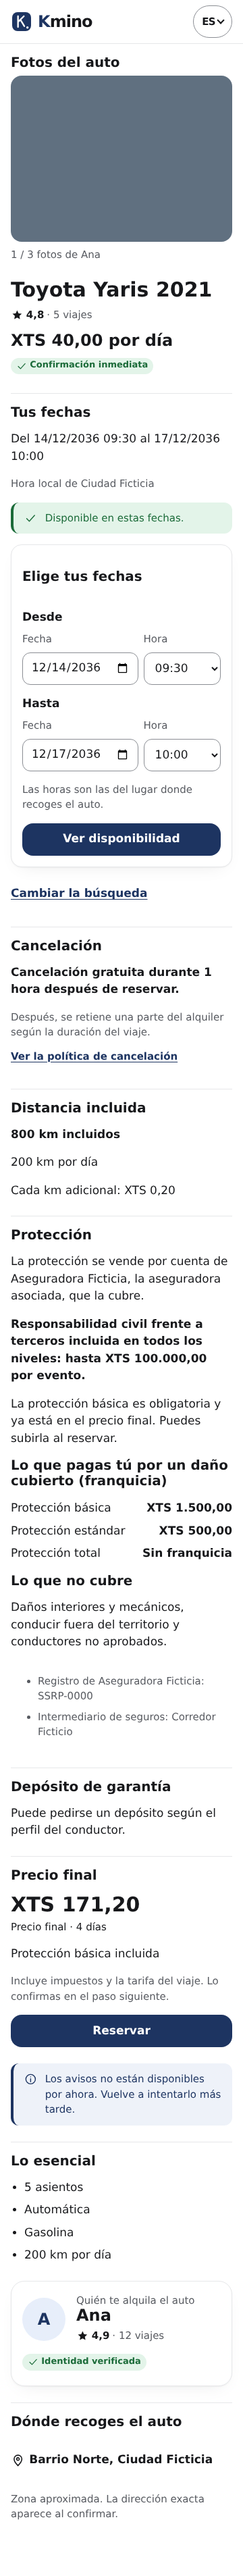 Kmino
ES
Fotos del auto
1 / 3 fotos de Ana
Toyota Yaris 2021
★ 4,8 · 5 viajes
XTS 40,00 por día
Confirmación inmediata
Tus fechas
Del 14/12/2036 09:30 al 17/12/2036
10:00
Hora local de Ciudad Ficticia
Disponible en estas fechas.
Elige tus fechas
Desde
Fecha Hora
12/14/2036 09:30
Hasta
Fecha Hora
12/17/2036 10:00
Las horas son las del lugar donde
recoges el auto.
Ver disponibilidad
Cambiar la búsqueda
Cancelación
Cancelación gratuita durante 1
hora después de reservar.
Después, se retiene una parte del alquiler
según la duración del viaje.
Ver la política de cancelación
Distancia incluida
800 km incluidos
200 km por día
Cada km adicional: XTS 0,20
Protección
La protección se vende por cuenta de
Aseguradora Ficticia, la aseguradora
asociada, que la cubre.
Responsabilidad civil frente a
terceros incluida en todos los
niveles: hasta XTS 100.000,00
por evento.
La protección básica es obligatoria y
ya está en el precio final. Puedes
subirla al reservar.
Lo que pagas tú por un daño
cubierto (franquicia)
Protección básica XTS 1.500,00
Protección estándar XTS 500,00
Protección total Sin franquicia
Lo que no cubre
Daños interiores y mecánicos,
conducir fuera del territorio y
conductores no aprobados.
• Registro de Aseguradora Ficticia:
SSRP-0000
• Intermediario de seguros: Corredor
Ficticio
Depósito de garantía
Puede pedirse un depósito según el
perfil del conductor.
Precio final
XTS 171,20
Precio final · 4 días
Protección básica incluida
Incluye impuestos y la tarifa del viaje. Lo
confirmas en el paso siguiente.
Reservar
Los avisos no están disponibles
por ahora. Vuelve a intentarlo más
tarde.
Lo esencial
• 5 asientos
• Automática
• Gasolina
• 200 km por día
A
Quién te alquila el auto
Ana
★ 4,9 · 12 viajes
Identidad verificada
Dónde recoges el auto
Barrio Norte, Ciudad Ficticia
Zona aproximada. La dirección exacta
aparece al confirmar.